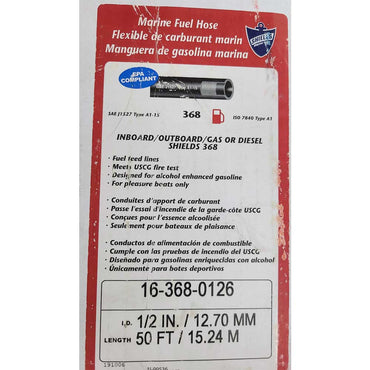 Marine Fuel Hose
Flexible de carburant marin
Manguera de gasolina marina
SHIELDS
EPA
COMPLIANT
SAE J1527 Type A1-15
368
ISO 7840 Type A1
INBOARD/OUTBOARD/GAS OR DIESEL
SHIELDS 368
· Fuel feed lines
· Meets USCG fire test
· Designed for alcohol enhanced gasoline
· For pleasure boats only
· Conduites d'apport de carburant
· Passe l'essai d'incendie de la garde-côte USCG
· Conçues pour l'essence alcoolisée
· Seulement pour bateaux de plaisance
· Conductos de alimentación de combustible
· Cumple con las pruebas de incendio del USCG
· Diseñado para gasolinas enriquecidas con alcohol
· Únicamente para botes deportivos
16-368-0126
I.D. 1/2 IN. / 12.70 MM
LENGTH 50 FT / 15.24 M
191006